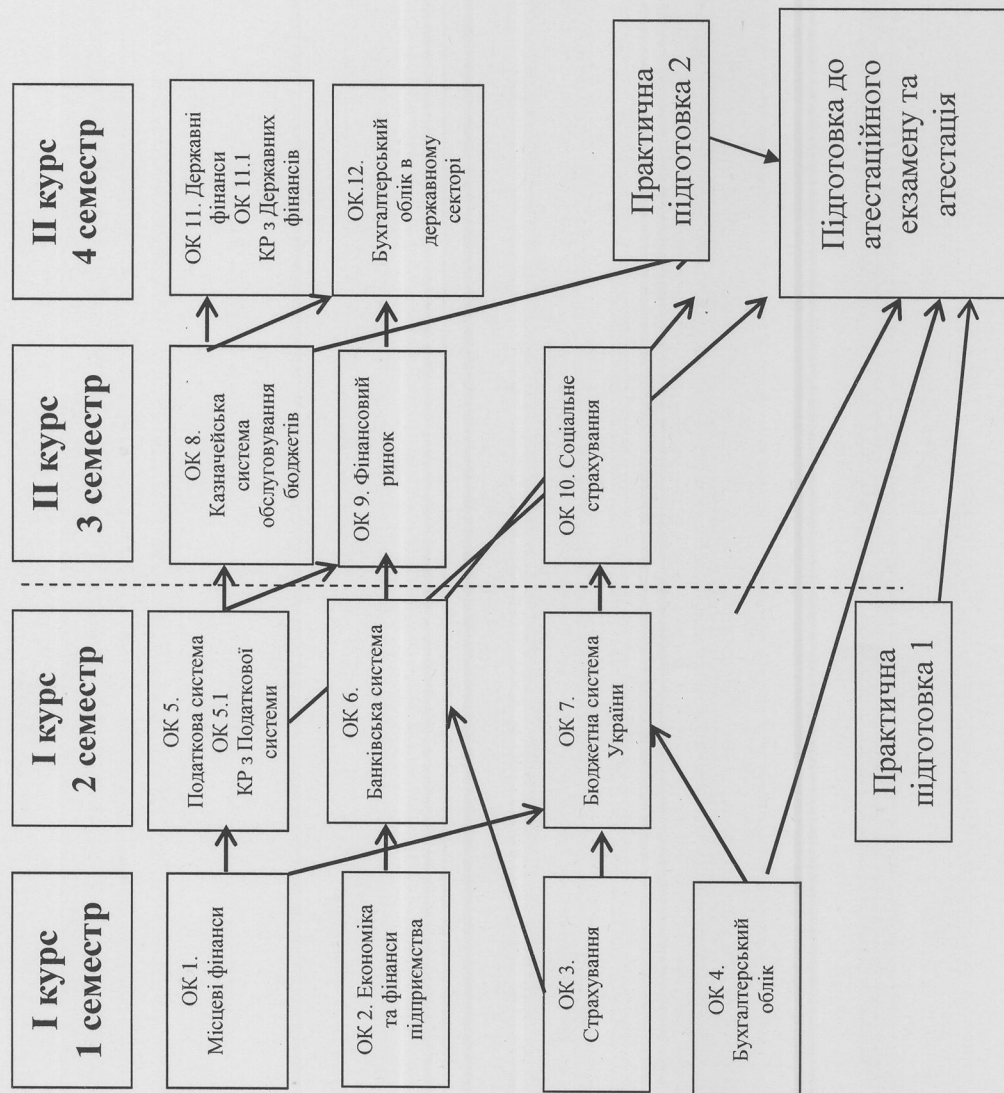 І курс
1 семестр
І курс
2 семестр
ІІ курс
3 семестр
ІІ курс
4 семестр
ОК 1.
Місцеві фінанси
ОК 5.
Податкова система
ОК 5.1
КР з Податкової
системи
ОК 8.
Казначейська
система
обслуговування
бюджетів
ОК 11. Державні
фінанси
ОК 11.1
КР з Державних
фінансів
ОК 2. Економіка
та фінанси
підприємства
ОК 6.
Банківська система
ОК 9. Фінансовий
ринок
ОК.12.
Бухгалтерський
облік в
державному
секторі
ОК 3.
Страхування
ОК 7.
Бюджетна система
України
ОК 10. Соціальне
страхування
ОК 4.
Бухгалтерський
облік
Практична
підготовка 1
Практична
підготовка 2
Підготовка до
атестаційного
екзамену та
атестація